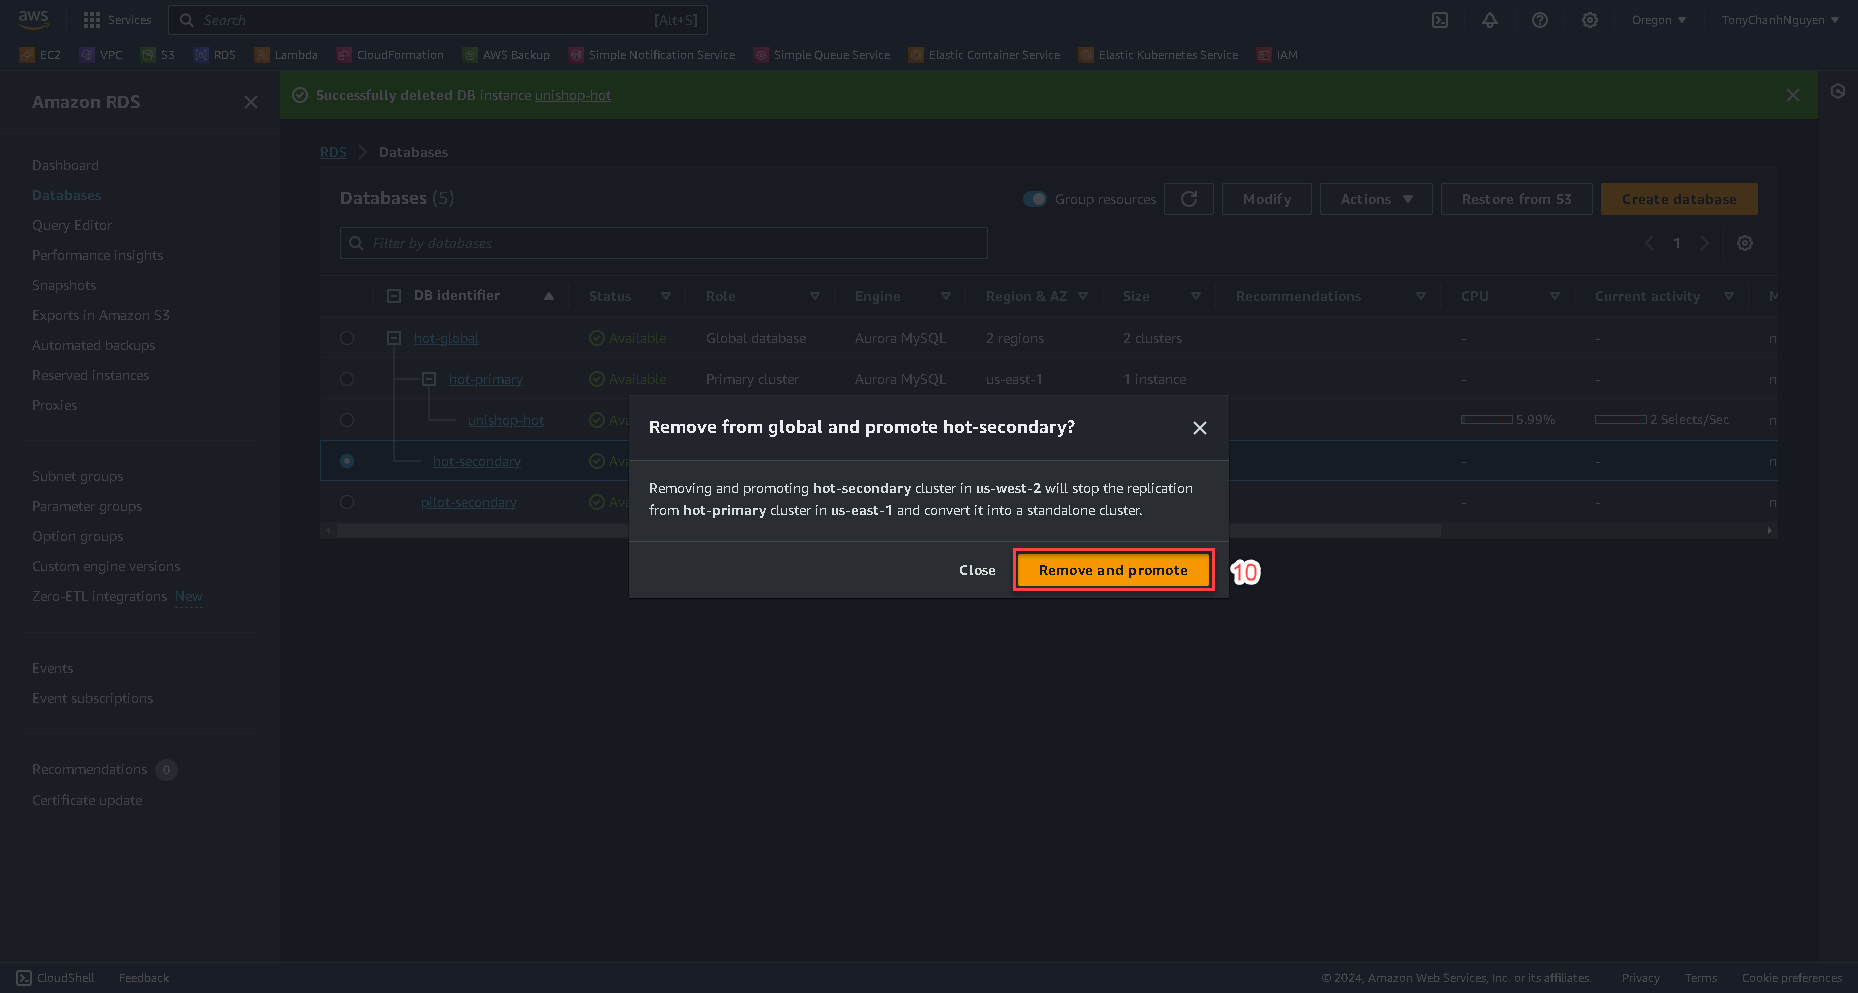 aws
Services
Search
[Alt+S]
Oregon ▼
TonyChanhNguyen ▼
EC2
VPC
S3
RDS
Lambda
CloudFormation
AWS Backup
Simple Notification Service
Simple Queue Service
Elastic Container Service
Elastic Kubernetes Service
IAM
Amazon RDS
Dashboard
Databases
Query Editor
Performance insights
Snapshots
Exports in Amazon S3
Automated backups
Reserved instances
Proxies
Subnet groups
Parameter groups
Option groups
Custom engine versions
Zero-ETL integrations New
Events
Event subscriptions
Recommendations 0
Certificate update
Successfully deleted DB instance unishop-hot
RDS > Databases
Databases (5)
Group resources
Modify
Actions ▼
Restore from S3
Create database
Filter by databases
1
DB identifier Status Role Engine Region & AZ Size Recommendations CPU Current activity M
hot-global Available Global database Aurora MySQL 2 regions 2 clusters - - n
hot-primary Available Primary cluster Aurora MySQL us-east-1 1 instance - - n
unishop-hot Ava 5.99% 2 Selects/Sec n
hot-secondary Ava - - n
pilot-secondary Ava - - n
Remove from global and promote hot-secondary?
Removing and promoting hot-secondary cluster in us-west-2 will stop the replication
from hot-primary cluster in us-east-1 and convert it into a standalone cluster.
Close
Remove and promote
10
CloudShell
Feedback
© 2024, Amazon Web Services, Inc. or its affiliates.
Privacy
Terms
Cookie preferences